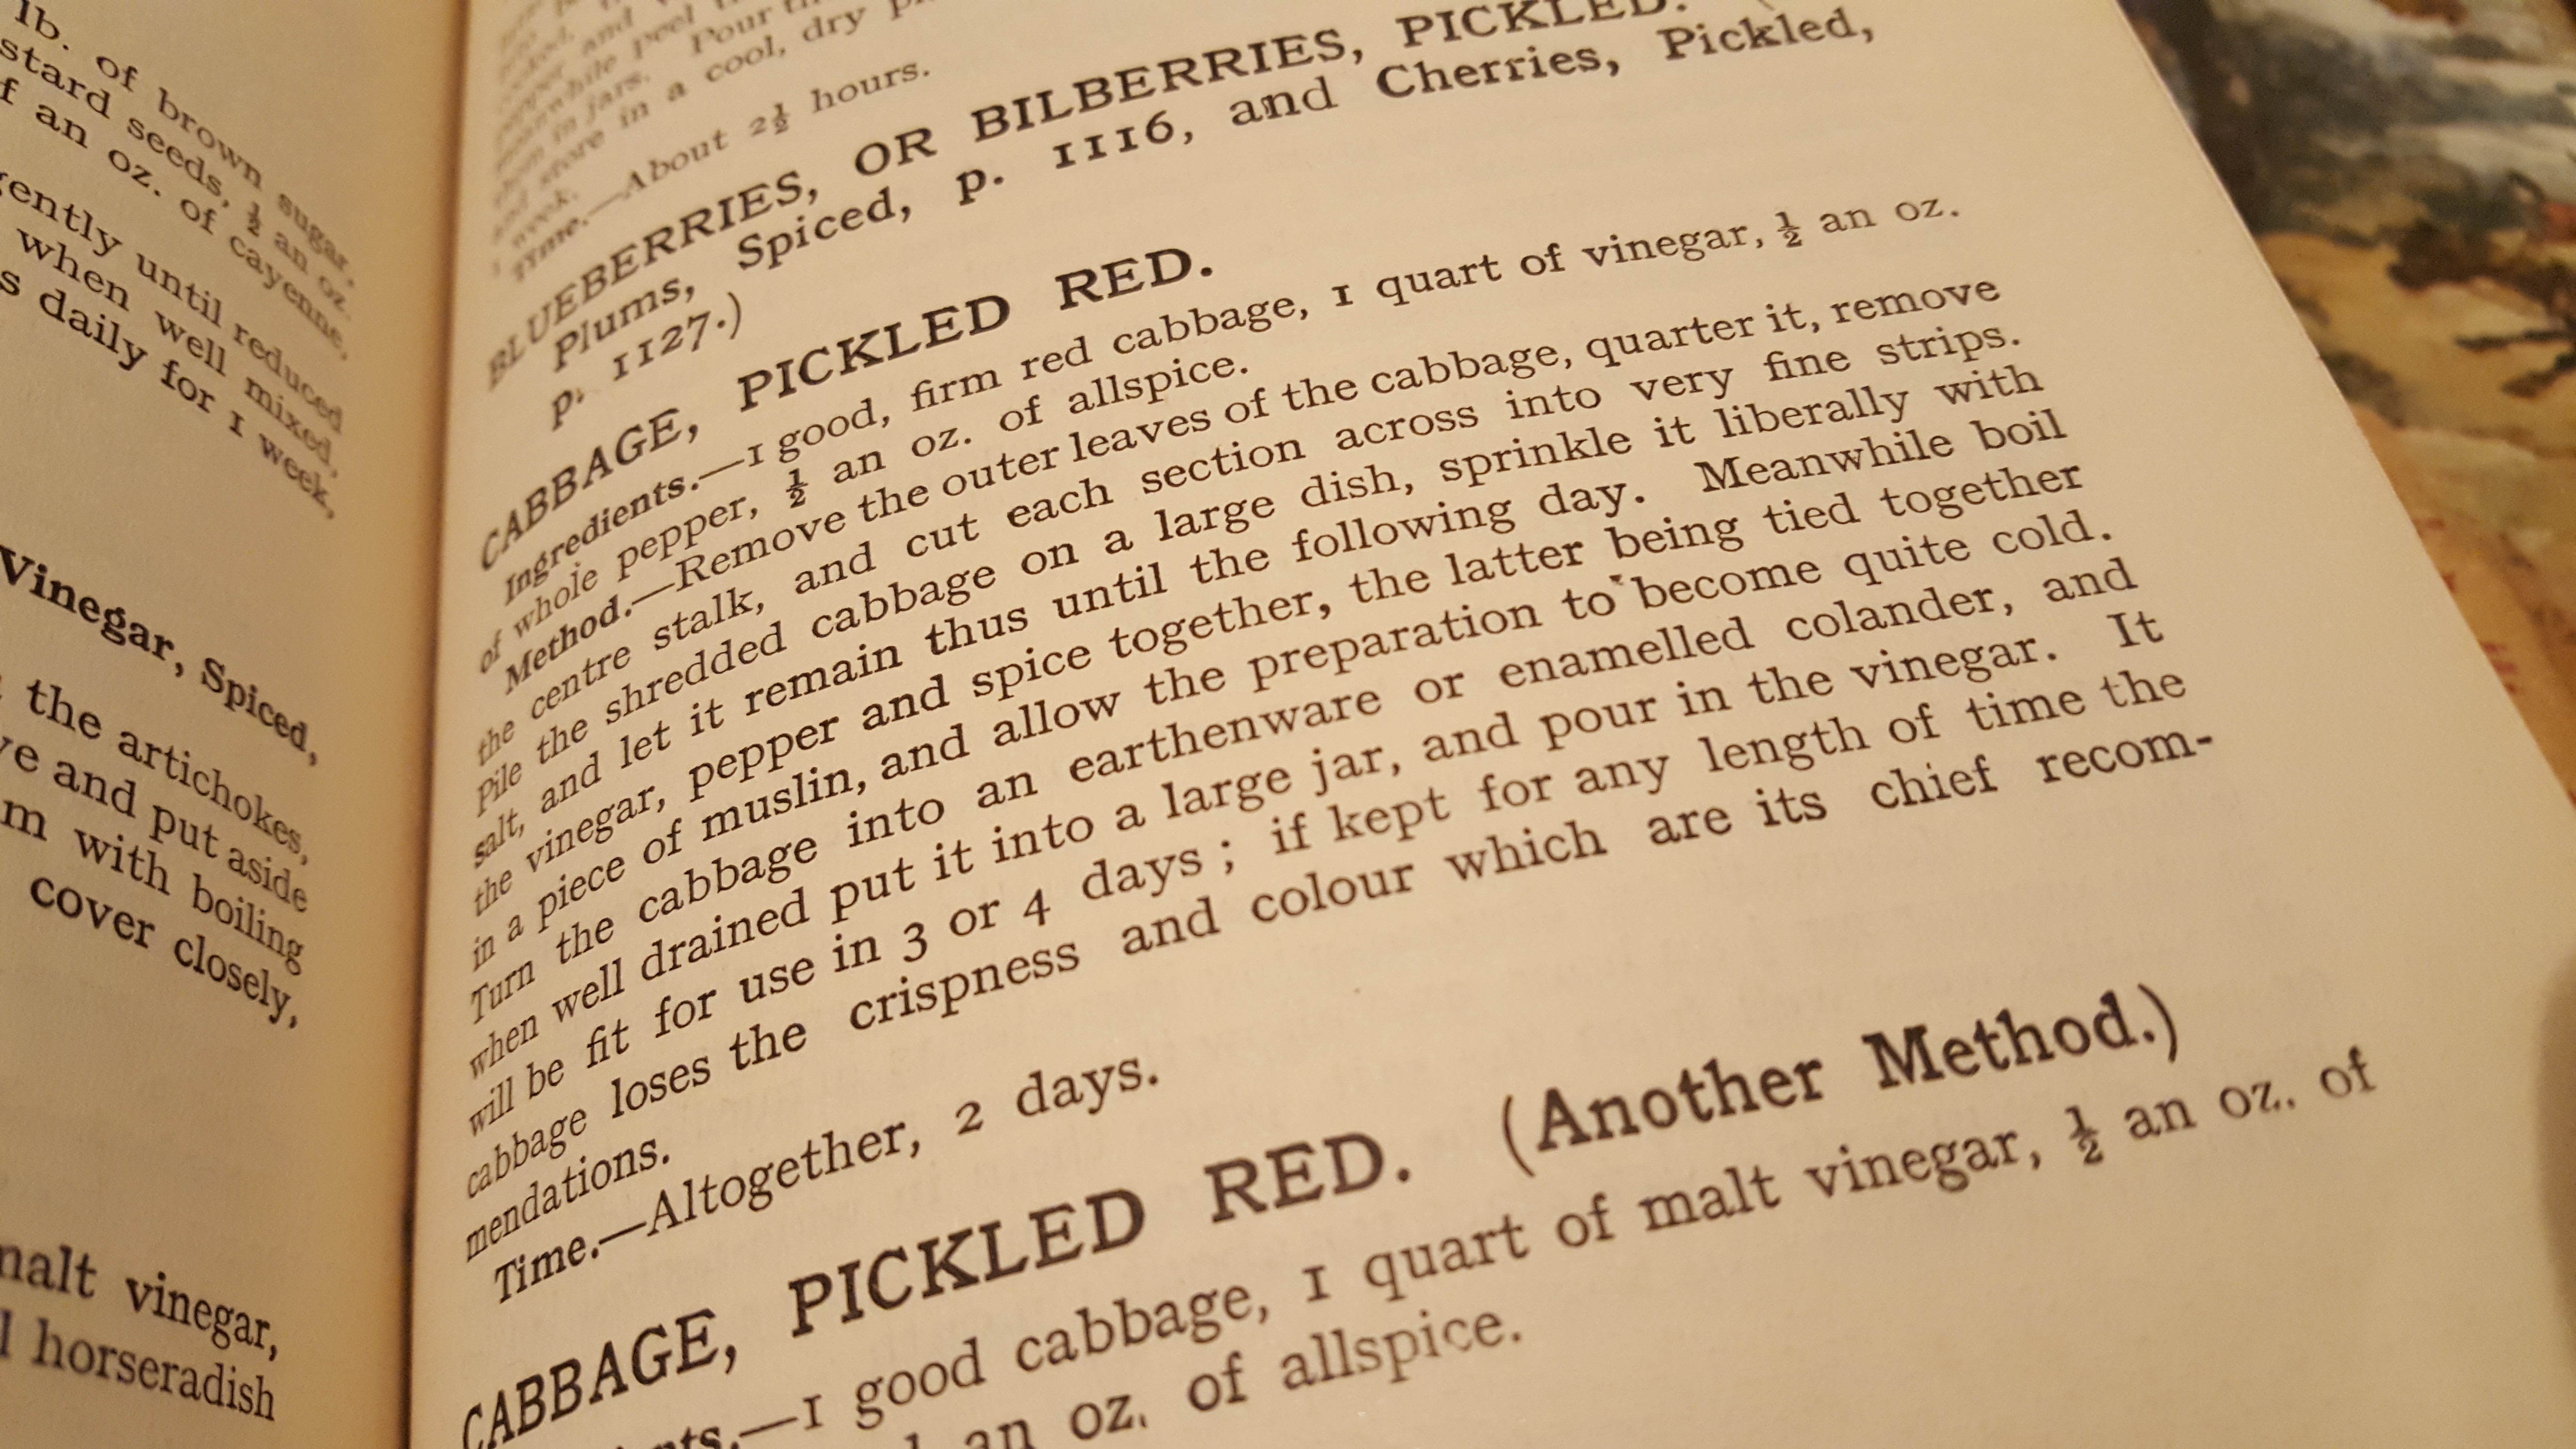 lb. of brown sugar,
stard seeds, ½ an oz.
f an oz. of cayenne,
gently until reduced
when well mixed,
s daily for 1 week,
Vinegar, Spiced,
the artichokes,
ve and put aside
m with boiling
cover closely,
malt vinegar,
horseradish
Pour
in jars.
store in a cool, dry
week.
Time.—About 2½ hours.
BLUEBERRIES, OR BILBERRIES, PICKLED.
Plums, Spiced, p. 1116, and Cherries, Pickled,
p. 1127.)
CABBAGE, PICKLED RED.
Ingredients.—1 good, firm red cabbage, 1 quart of vinegar, ½ an oz.
of whole pepper, ½ an oz. of allspice.
Method.—Remove the outer leaves of the cabbage, quarter it, remove
the centre stalk, and cut each section across into very fine strips.
Pile the shredded cabbage on a large dish, sprinkle it liberally with
salt, and let it remain thus until the following day. Meanwhile boil
the vinegar, pepper and spice together, the latter being tied together
in a piece of muslin, and allow the preparation to become quite cold.
Turn the cabbage into an earthenware or enamelled colander, and
when well drained put it into a large jar, and pour in the vinegar. It
will be fit for use in 3 or 4 days ; if kept for any length of time the
cabbage loses the crispness and colour which are its chief recom-
mendations.
Time.—Altogether, 2 days.
CABBAGE, PICKLED RED. (Another Method.)
nts.—1 good cabbage, 1 quart of malt vinegar, ½ an oz. of
an oz. of allspice.